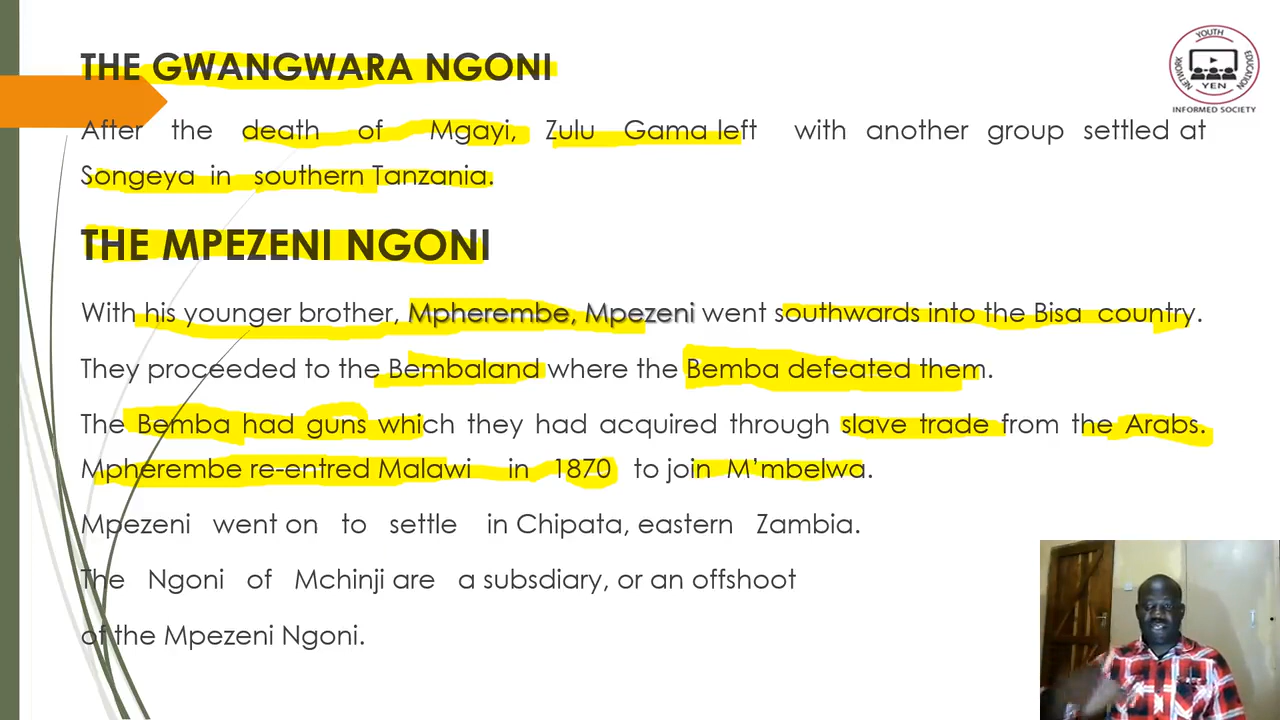 THE GWANGWARA NGONI
After the death of Mgayi, Zulu Gama left with another group settled at
Songeya in southern Tanzania.
THE MPEZENI NGONI
With his younger brother, Mpherembe, Mpezeni went southwards into the Bisa country.
They proceeded to the Bembaland where the Bemba defeated them.
The Bemba had guns which they had acquired through slave trade from the Arabs.
Mpherembe re-entred Malawi in 1870 to join M'mbelwa.
Mpezeni went on to settle in Chipata, eastern Zambia.
The Ngoni of Mchinji are a subsdiary, or an offshoot
of the Mpezeni Ngoni.
YOUTH
EDUCATION
NETWORK
YEN
INFORMED SOCIETY